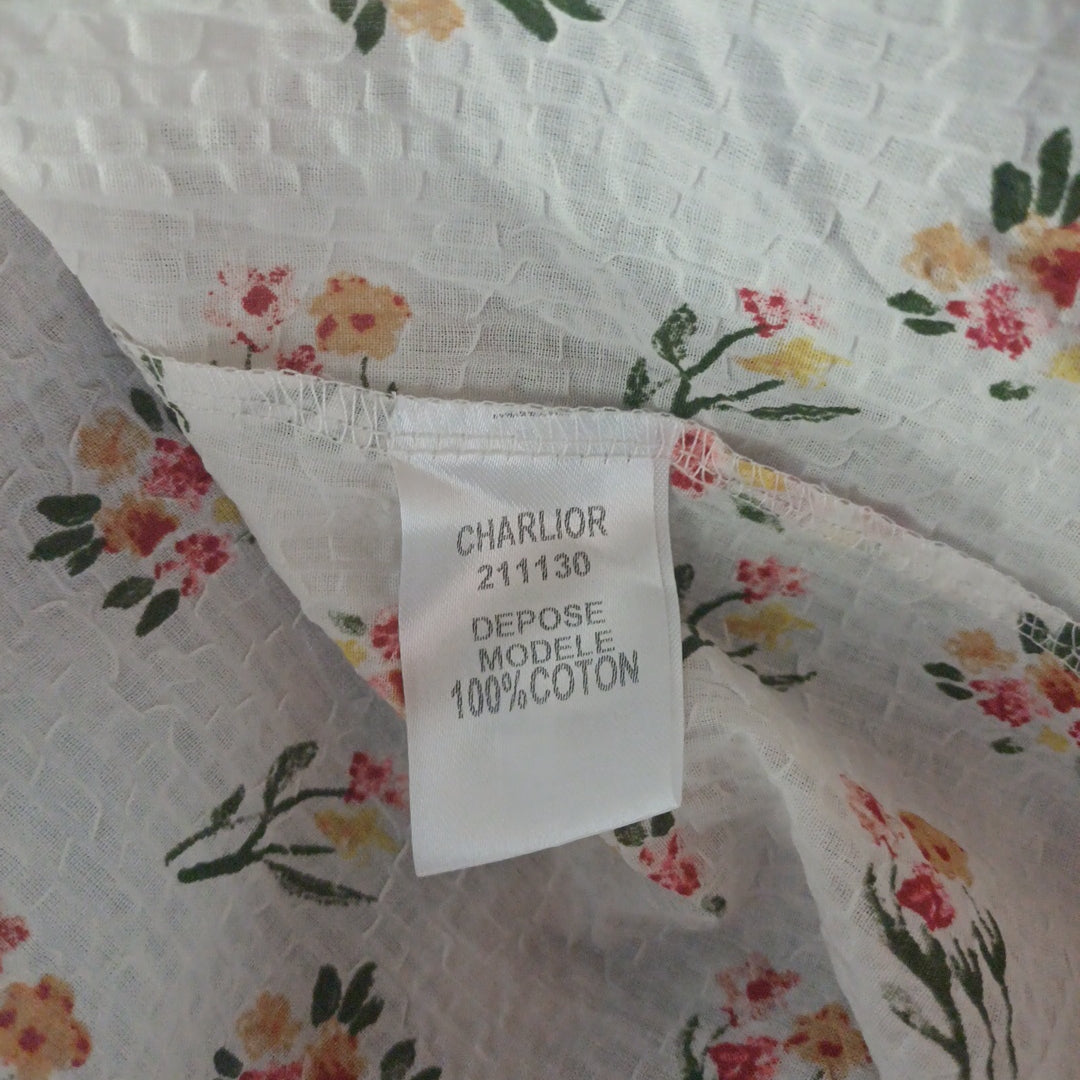 CHARLIOR
211130
DEPOSE
MODELE
100%COTON